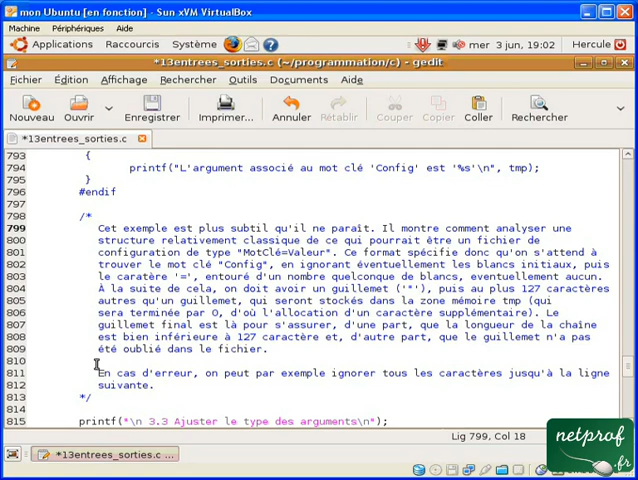 mon Ubuntu [en fonction] - Sun xVM VirtualBox
Machine Périphériques Aide
Applications Raccourcis Système mer 3 jun, 19:02 Hercule
*13entrees_sorties.c (~/programmation/c) - gedit
Fichier Édition Affichage Rechercher Outils Documents Aide
Nouveau Ouvrir Enregistrer Imprimer... Annuler Rétablir Couper Copier Coller Rechercher
*13entrees_sorties.c
793 {
794 printf("L'argument associé au mot clé 'Config' est '%s'\n", tmp);
795 }
796 #endif
797
798 /*
799 Cet exemple est plus subtil qu'il ne paraît. Il montre comment analyser une
800 structure relativement classique de ce qui pourrait être un fichier de
801 configuration de type "MotClé=Valeur". Ce format spécifie donc qu'on s'attend à
802 trouver le mot clé "Config", en ignorant éventuellement les blancs initiaux, puis
803 le caratère '=', entouré d'un nombre quelconque de blancs, éventuellement aucun.
804 À la suite de cela, on doit avoir un guillemet ('"'), puis au plus 127 caractères
805 autres qu'un guillemet, qui seront stockés dans la zone mémoire tmp (qui
806 sera terminée par 0, d'où l'allocation d'un caractère supplémentaire). Le
807 guillemet final est là pour s'assurer, d'une part, que la longueur de la chaîne
808 est bien inférieure à 127 caractère et, d'autre part, que le guillemet n'a pas
809 été oublié dans le fichier.
810
811 En cas d'erreur, on peut par exemple ignorer tous les caractères jusqu'à la ligne
812 suivante.
813 */
814
815 printf("\n 3.3 Ajuster le type des arguments\n");
Lig 799, Col 18
*13entrees_sorties.c ...
netprof
.fr